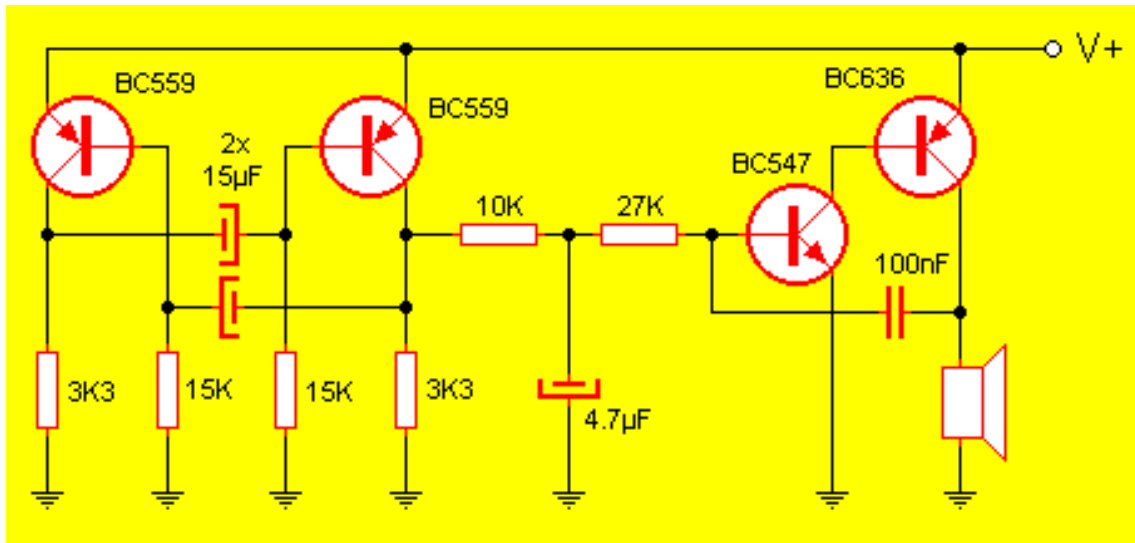 V+
BC559
BC559
BC636
2x
15µF
BC547
10K
27K
100nF
3K3
15K
15K
3K3
4.7µF